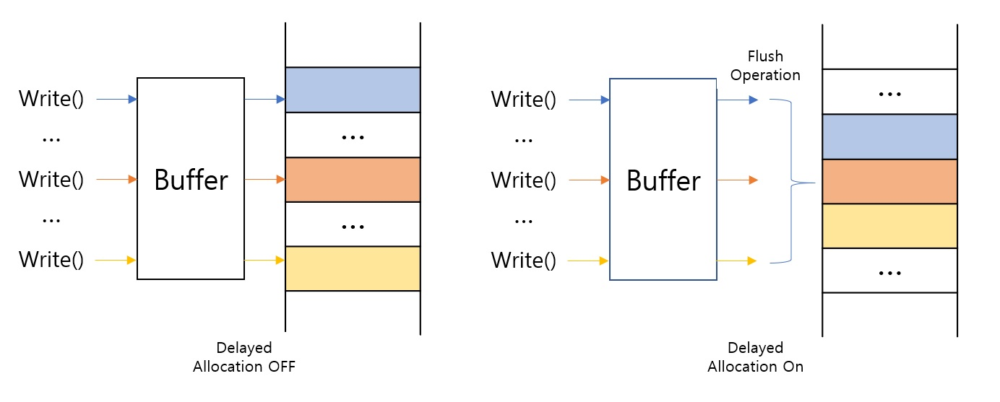 Write()
...
Write()
...
Write()
Buffer
...
...
Delayed
Allocation OFF
Write()
...
Write()
...
Write()
Buffer
Flush
Operation
...
...
Delayed
Allocation On